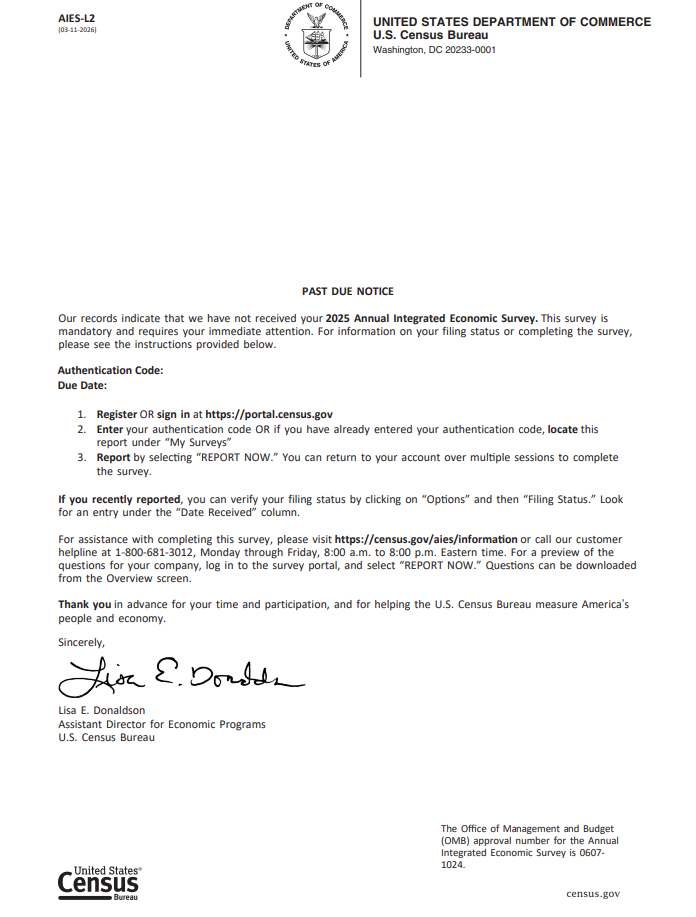 AIES-L2
(03-11-2026)
DEPARTMENT OF COMMERCE
UNITED STATES OF AMERICA
UNITED STATES DEPARTMENT OF COMMERCE
U.S. Census Bureau
Washington, DC 20233-0001
PAST DUE NOTICE
Our records indicate that we have not received your 2025 Annual Integrated Economic Survey. This survey is
mandatory and requires your immediate attention. For information on your filing status or completing the survey,
please see the instructions provided below.
Authentication Code:
Due Date:
1. Register OR sign in at https://portal.census.gov
2. Enter your authentication code OR if you have already entered your authentication code, locate this
report under “My Surveys”
3. Report by selecting “REPORT NOW.” You can return to your account over multiple sessions to complete
the survey.
If you recently reported, you can verify your filing status by clicking on “Options” and then “Filing Status.” Look
for an entry under the “Date Received” column.
For assistance with completing this survey, please visit https://census.gov/aies/information or call our customer
helpline at 1-800-681-3012, Monday through Friday, 8:00 a.m. to 8:00 p.m. Eastern time. For a preview of the
questions for your company, log in to the survey portal, and select “REPORT NOW.” Questions can be downloaded
from the Overview screen.
Thank you in advance for your time and participation, and for helping the U.S. Census Bureau measure America's
people and economy.
Sincerely,
Lisa E. Donaldson
Lisa E. Donaldson
Assistant Director for Economic Programs
U.S. Census Bureau
The Office of Management and Budget
(OMB) approval number for the Annual
Integrated Economic Survey is 0607-
1024.
United States®
Census
Bureau
census.gov